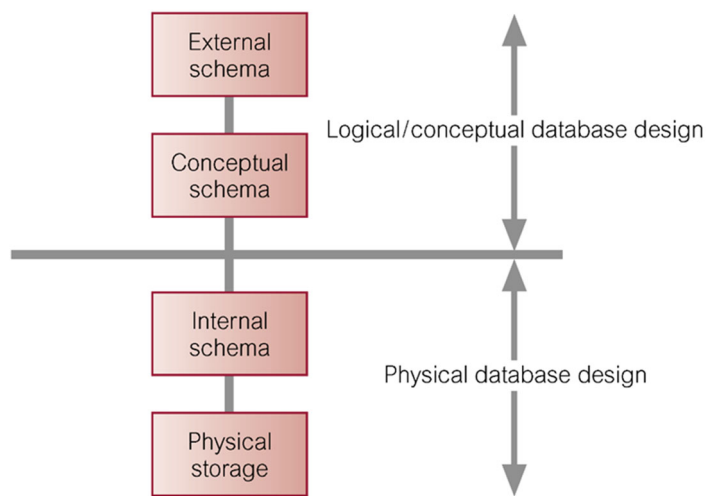 External
schema
Logical/conceptual database design
Conceptual
schema
Internal
schema
Physical database design
Physical
storage